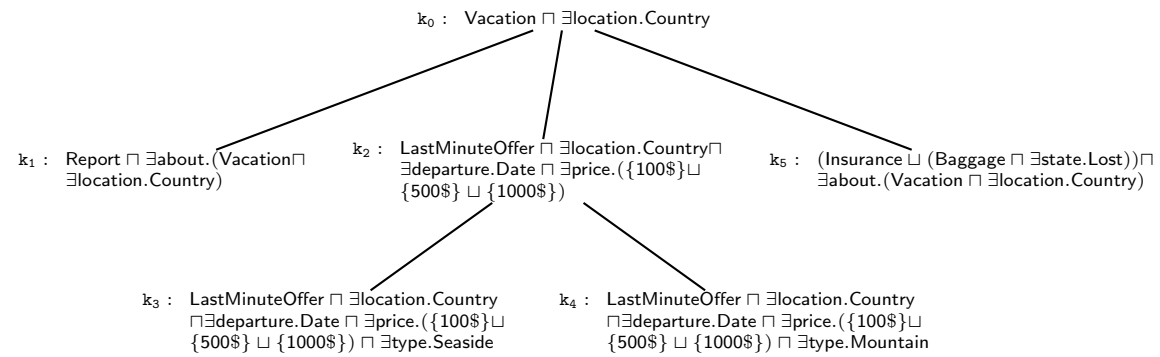 k₀ : Vacation ⊓ ∃location.Country
k₁ : Report ⊓ ∃about.(Vacation⊓
∃location.Country)
k₂ : LastMinuteOffer ⊓ ∃location.Country⊓
∃departure.Date ⊓ ∃price.({100$}⊔
{500$} ⊔ {1000$})
k₅ : (Insurance ⊔ (Baggage ⊓ ∃state.Lost))⊓
∃about.(Vacation ⊓ ∃location.Country)
k₃ : LastMinuteOffer ⊓ ∃location.Country
⊓∃departure.Date ⊓ ∃price.({100$}⊔
{500$} ⊔ {1000$}) ⊓ ∃type.Seaside
k₄ : LastMinuteOffer ⊓ ∃location.Country
⊓∃departure.Date ⊓ ∃price.({100$}⊔
{500$} ⊔ {1000$}) ⊓ ∃type.Mountain